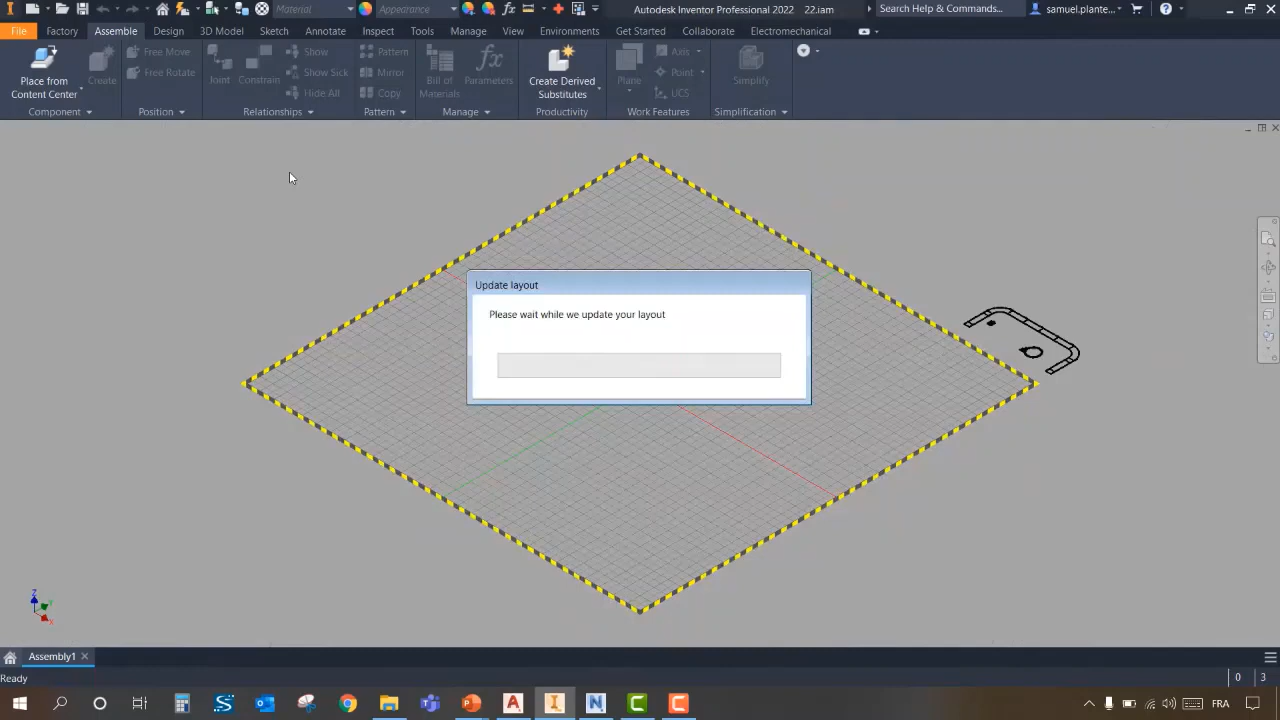 Material Appearance Autodesk Inventor Professional 2022 22.iam Search Help & Commands... samuel.plante...
File Factory Assemble Design 3D Model Sketch Annotate Inspect Tools Manage View Environments Get Started Collaborate Electromechanical
Free Move Show Pattern Axis
Place from Content Center Create Free Rotate Joint Constrain Show Sick Mirror Bill of Materials Parameters Create Derived Substitutes Plane Point Simplify
Hide All Copy UCS
Component Position Relationships Pattern Manage Productivity Work Features Simplification
Update layout
Please wait while we update your layout
Z
Assembly1
Ready 0 3
FRA